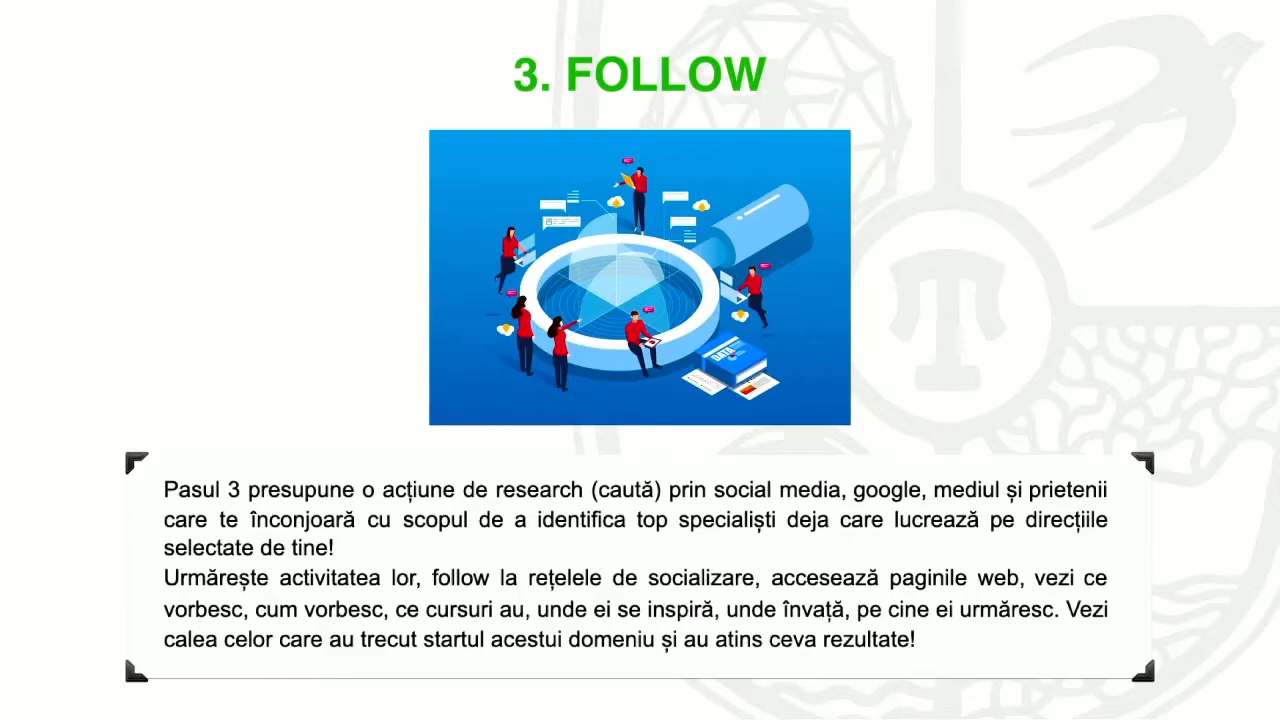 3. FOLLOW
DATA
Pasul 3 presupune o acțiune de research (caută) prin social media, google, mediul și prietenii
care te înconjoară cu scopul de a identifica top specialiști deja care lucrează pe direcțiile
selectate de tine!
Urmărește activitatea lor, follow la rețelele de socializare, accesează paginile web, vezi ce
vorbesc, cum vorbesc, ce cursuri au, unde ei se inspiră, unde învață, pe cine ei urmăresc. Vezi
calea celor care au trecut startul acestui domeniu și au atins ceva rezultate!